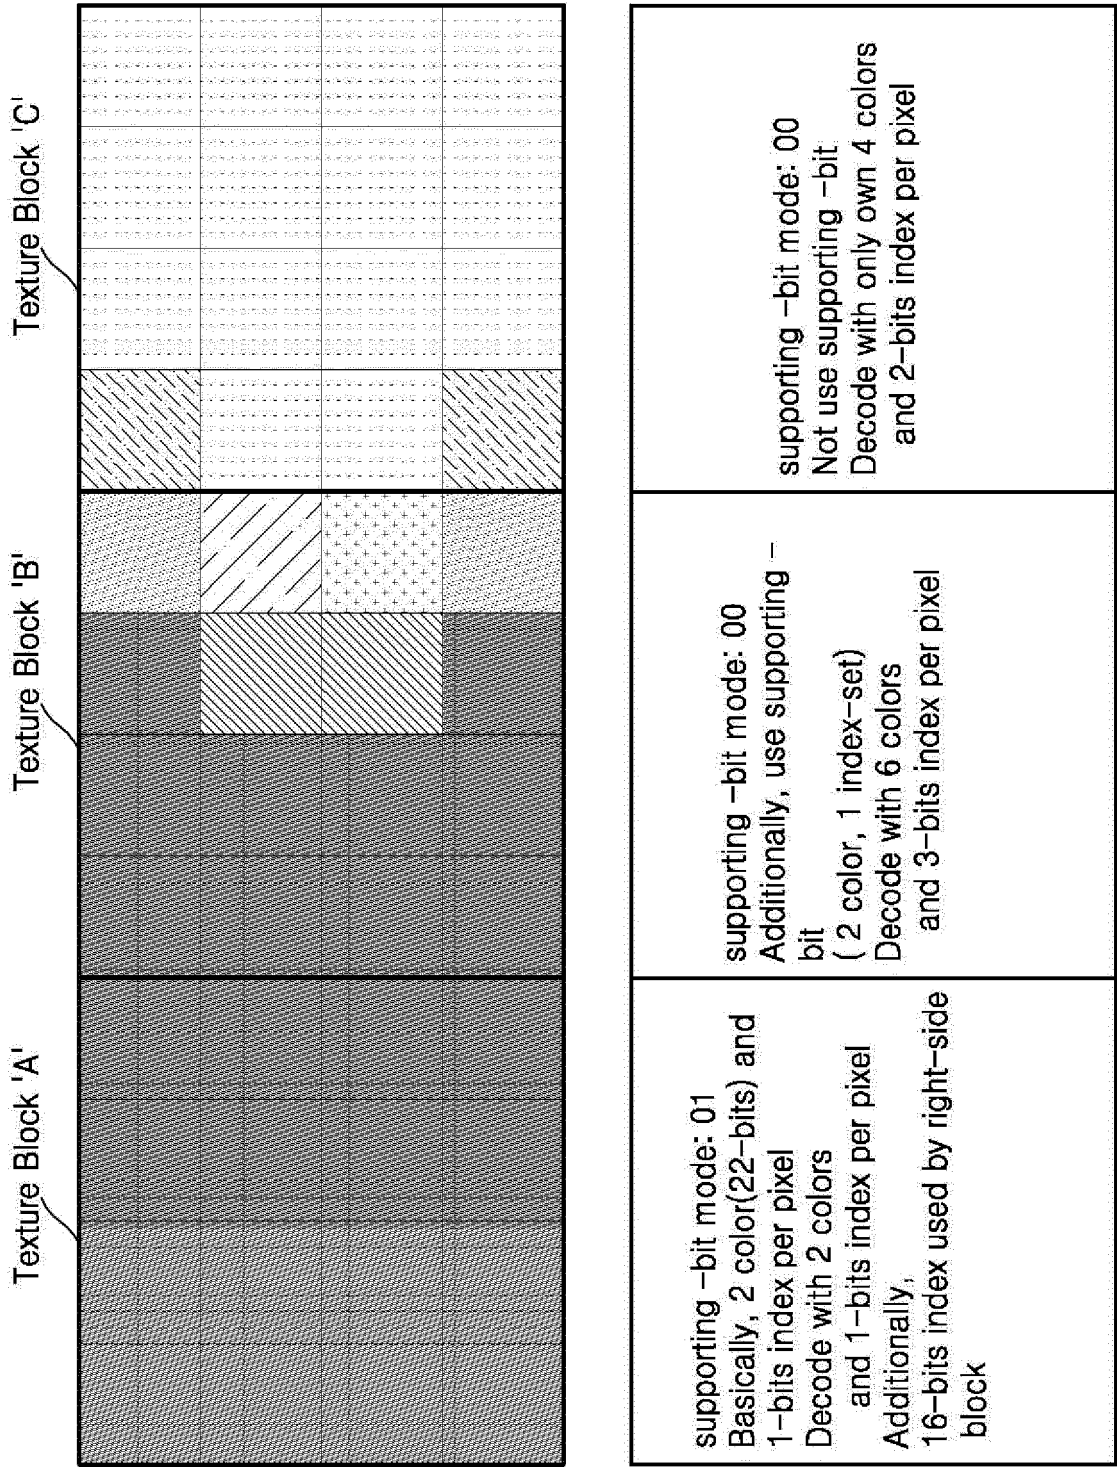 Texture Block 'A'
Texture Block 'B'
Texture Block 'C'
supporting -bit mode: 01
Basically, 2 color(22-bits) and
1-bits index per pixel
Decode with 2 colors
and 1-bits index per pixel
Additionally,
16-bits index used by right-side
block
supporting -bit mode: 00
Additionally, use supporting -
bit
( 2 color, 1 index-set)
Decode with 6 colors
and 3-bits index per pixel
supporting -bit mode: 00
Not use supporting -bit
Decode with only own 4 colors
and 2-bits index per pixel